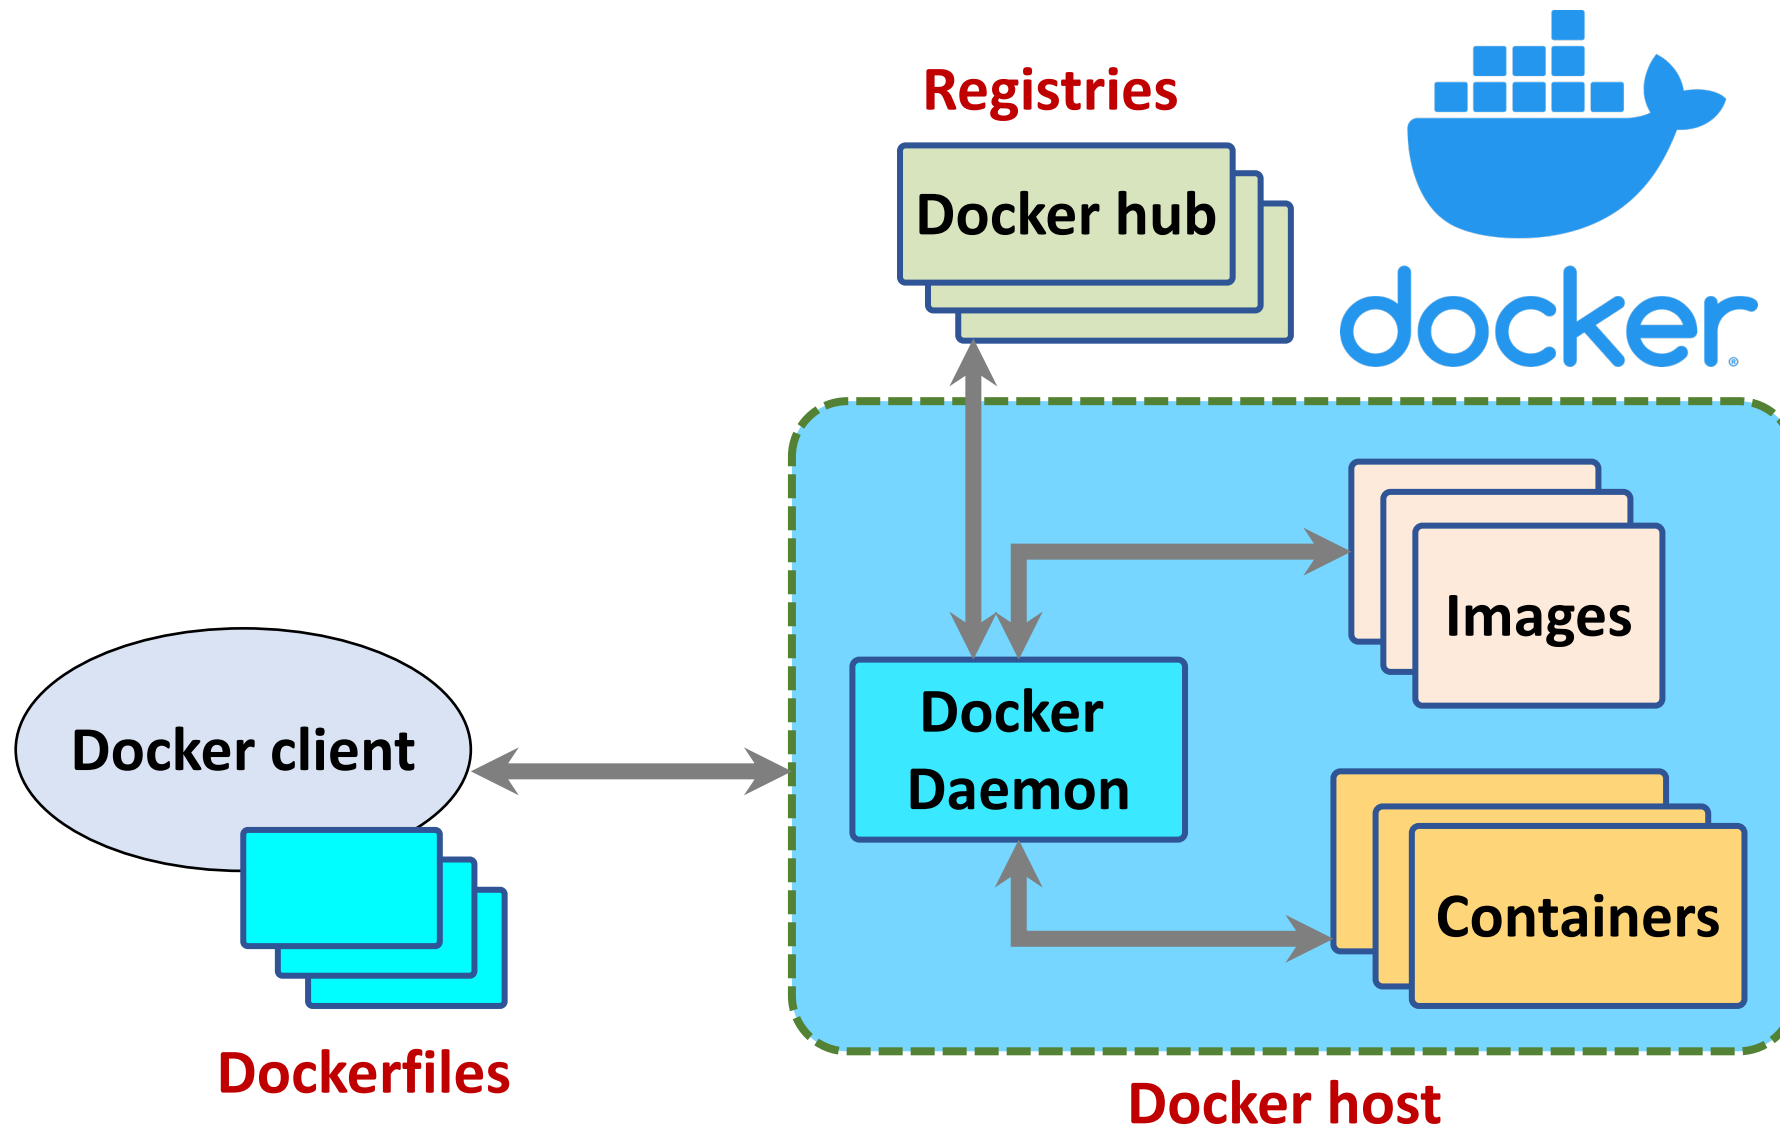 Registries
Docker hub
docker
®
Images
Docker client
Docker
Daemon
Containers
Dockerfiles
Docker host